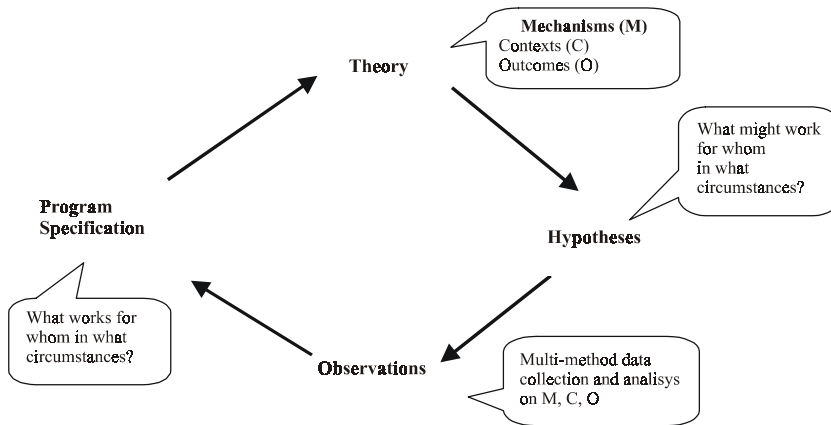 Mechanisms (M)
Contexts (C)
Outcomes (O)
Theory
What might work
for whom
in what
circumstances?
Program
Specification
Hypotheses
What works for
whom in what
circumstances?
Observations
Multi-method data
collection and analisys
on M, C, O